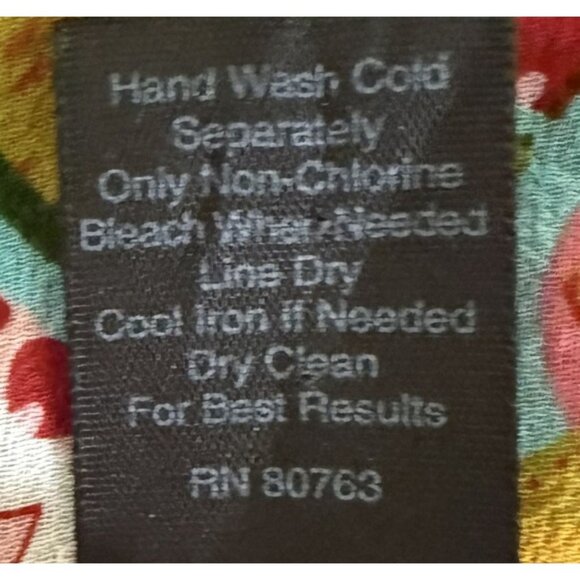 Hand Wash Cold
Separately
Only Non-Chlorine
Bleach When Needed
Line Dry
Cool Iron If Needed
Dry Clean
For Best Results
RN 80763